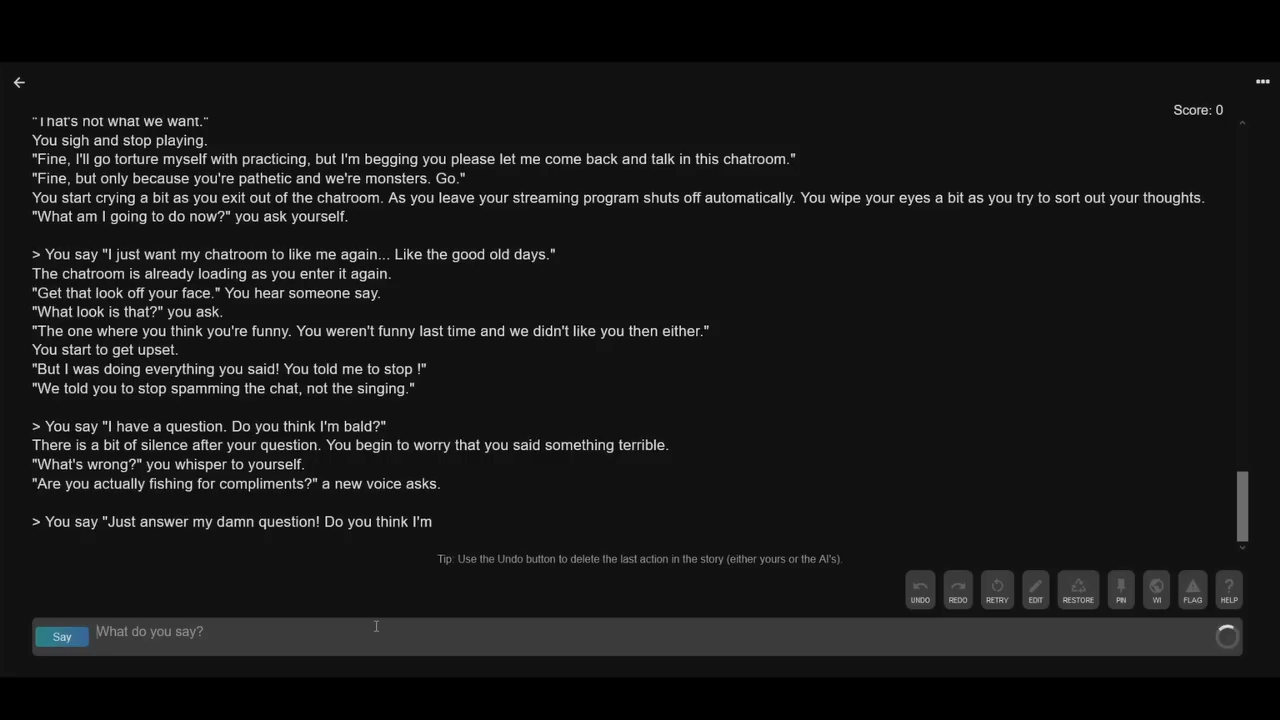 Score: 0
"That's not what we want."
You sigh and stop playing.
"Fine, I'll go torture myself with practicing, but I'm begging you please let me come back and talk in this chatroom."
"Fine, but only because you're pathetic and we're monsters. Go."
You start crying a bit as you exit out of the chatroom. As you leave your streaming program shuts off automatically. You wipe your eyes a bit as you try to sort out your thoughts.
"What am I going to do now?" you ask yourself.
> You say "I just want my chatroom to like me again... Like the good old days."
The chatroom is already loading as you enter it again.
"Get that look off your face." You hear someone say.
"What look is that?" you ask.
"The one where you think you're funny. You weren't funny last time and we didn't like you then either."
You start to get upset.
"But I was doing everything you said! You told me to stop !"
"We told you to stop spamming the chat, not the singing."
> You say "I have a question. Do you think I'm bald?"
There is a bit of silence after your question. You begin to worry that you said something terrible.
"What's wrong?" you whisper to yourself.
"Are you actually fishing for compliments?" a new voice asks.
> You say "Just answer my damn question! Do you think I'm
Tip: Use the Undo button to delete the last action in the story (either yours or the AI's).
UNDO REDO RETRY EDIT RESTORE PIN WI FLAG HELP
Say What do you say?